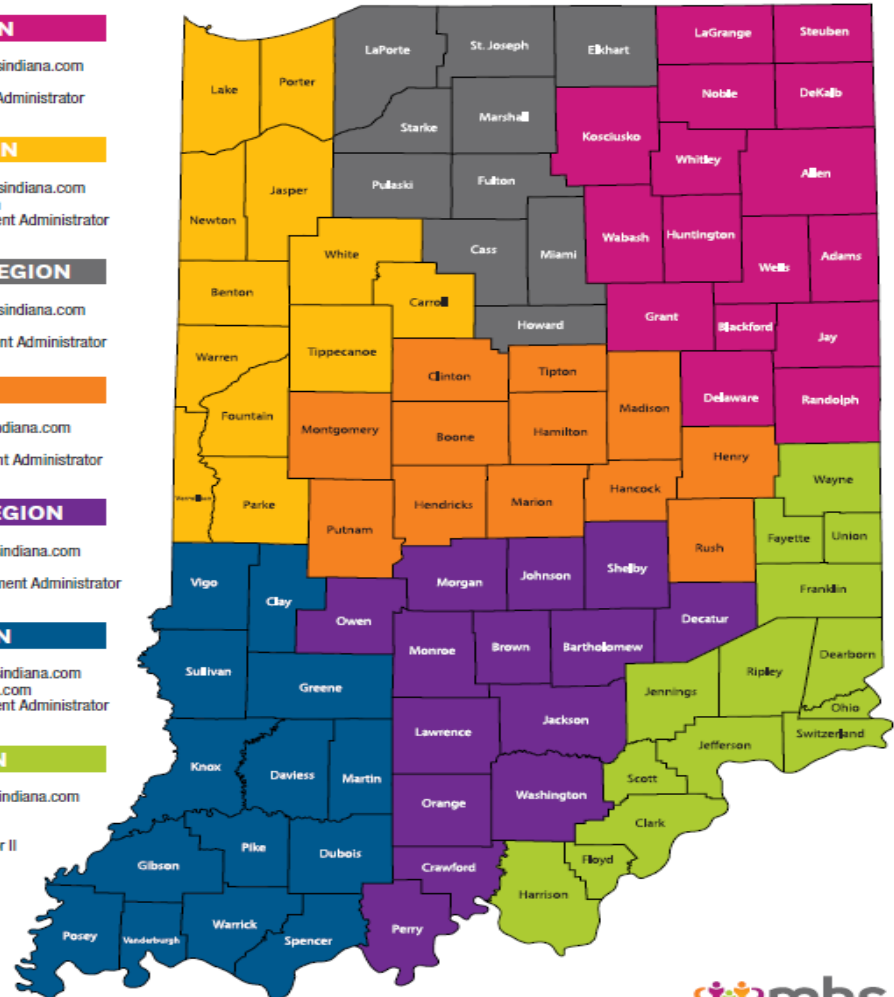 N
sindiana.com
Administrator
N
sindiana.com
ent Administrator
EGION
sindiana.com
nt Administrator
ndiana.com
nt Administrator
EGION
indiana.com
ment Administrator
N
sindiana.com
.com
ent Administrator
N
indiana.com
r II
LaGrange
Steuben
LaPorte
St. Joseph
Elkhart
Lake
Porter
Noble
DeKalb
Starke
Marshall
Kosciusko
Whitley
Allen
Pulaski
Fulton
Jasper
Newton
Wabash
Huntington
White
Cass
Miami
Wells
Adams
Benton
Carroll
Grant
Blackford
Howard
Jay
Warren
Tippecanoe
Clinton
Tipton
Delaware
Randolph
Madison
Fountain
Montgomery
Boone
Hamilton
Henry
Wayne
Parke
Hendricks
Marion
Hancock
Putnam
Rush
Fayette
Union
Vigo
Clay
Morgan
Johnson
Shelby
Franklin
Owen
Decatur
Monroe
Brown
Bartholomew
Dearborn
Sullivan
Greene
Jennings
Ripley
Ohio
Lawrence
Jackson
Switzerland
Jefferson
Knox
Daviess
Martin
Scott
Orange
Washington
Clark
Pike
Dubois
Gibson
Crawford
Floyd
Harrison
Posey
Vanderburgh
Warrick
Spencer
Perry
mhs